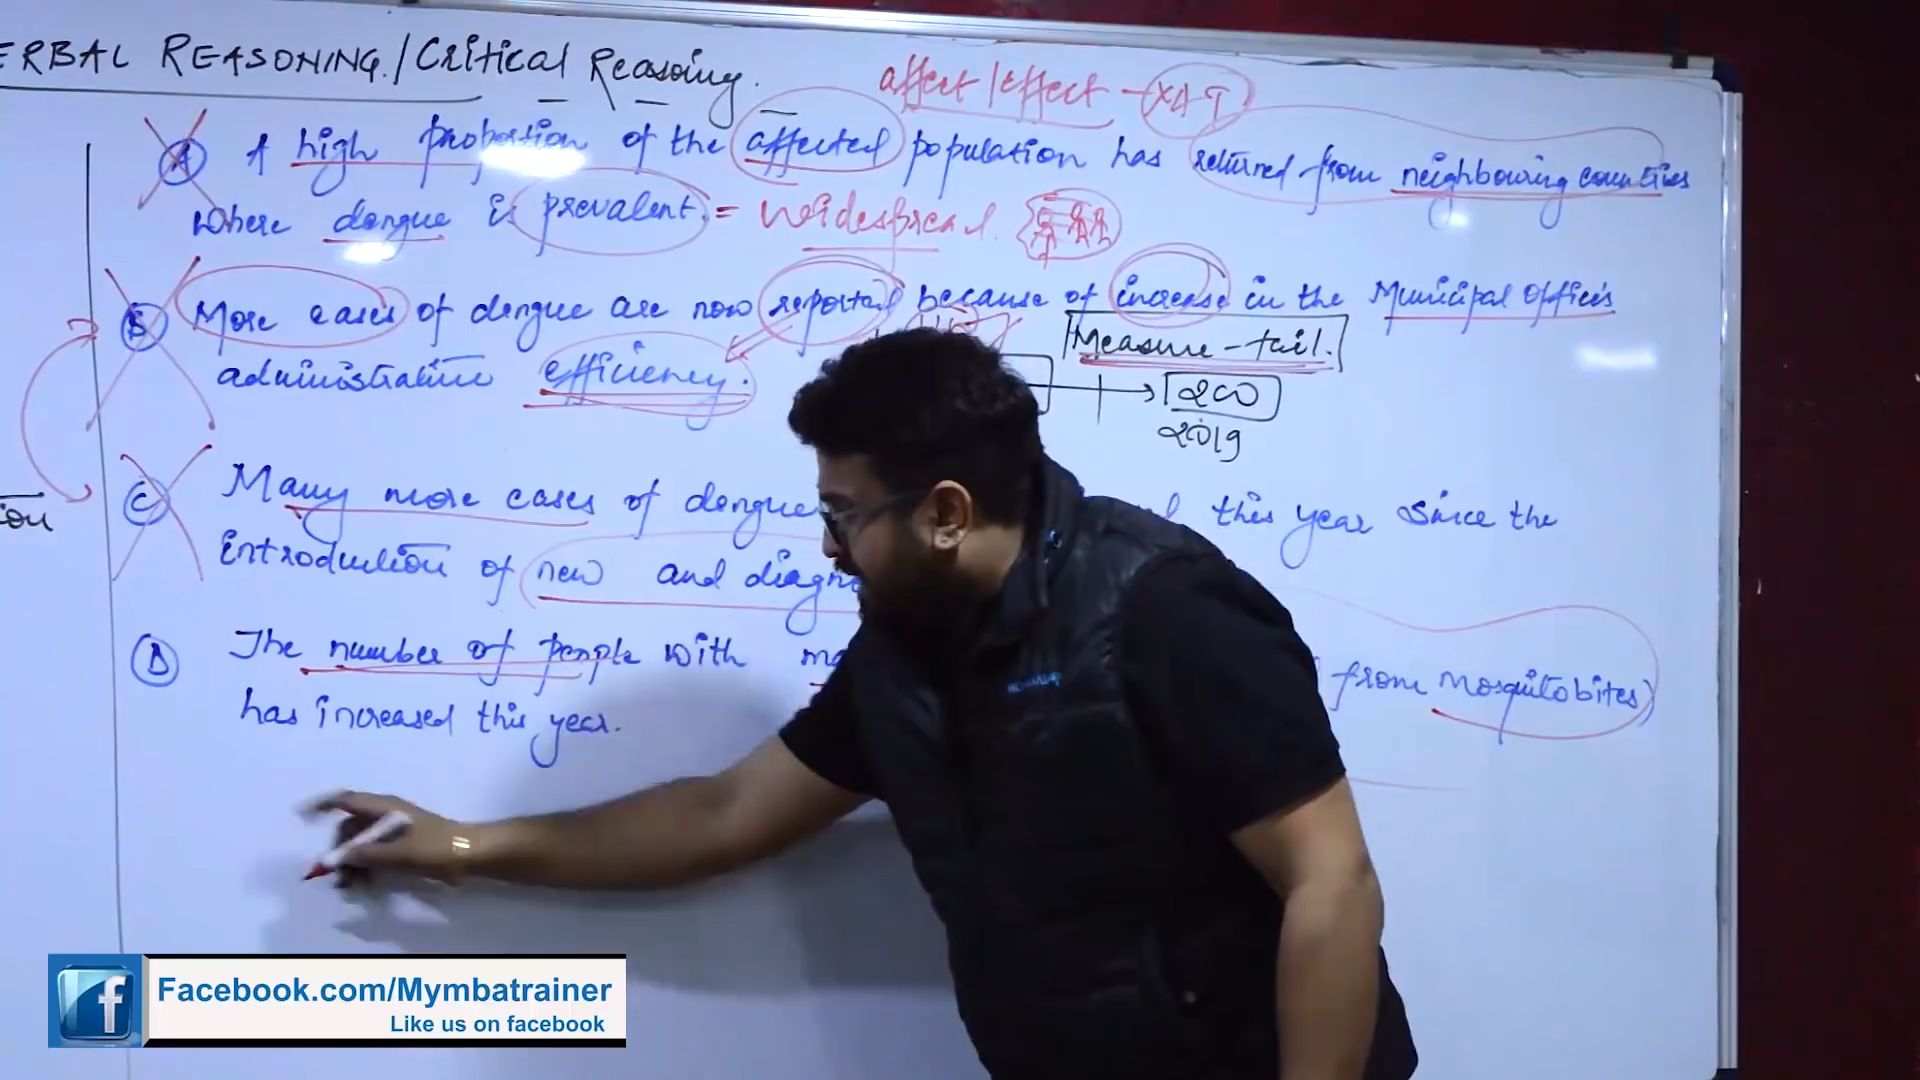 ERBAL REASONING / Critical Reasoning.
affect / effect - XAT
A A high proportion of the affected population has returned from neighbouring countries
Where dengue is prevalent. = Widespread.
B More cases of dengue are now reported because of increase in the Municipal Office's
Measure - fail.
administrative efficiency.
200
2019
C Many more cases of dengue this year since the
ion
Introduction of new and
D The number of people with from Mosquitobites)
has increased this year.
Facebook.com/Mymbatrainer
Like us on facebook